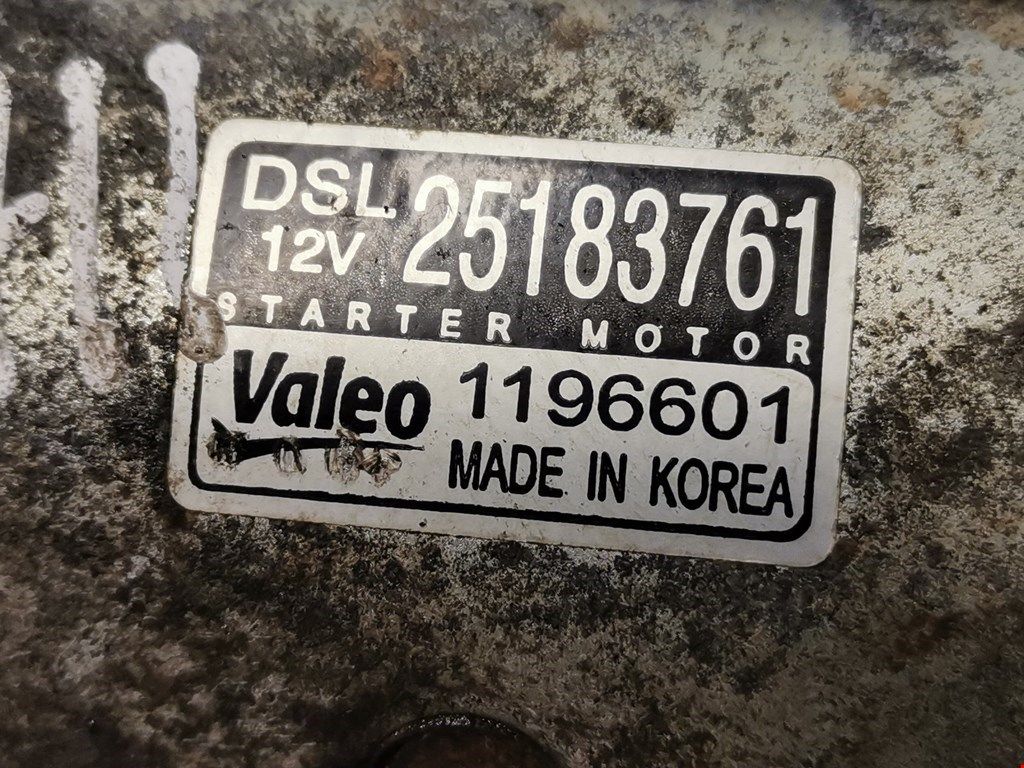 DSL 25183761
12V
STARTER MOTOR
Valeo 1196601
MADE IN KOREA